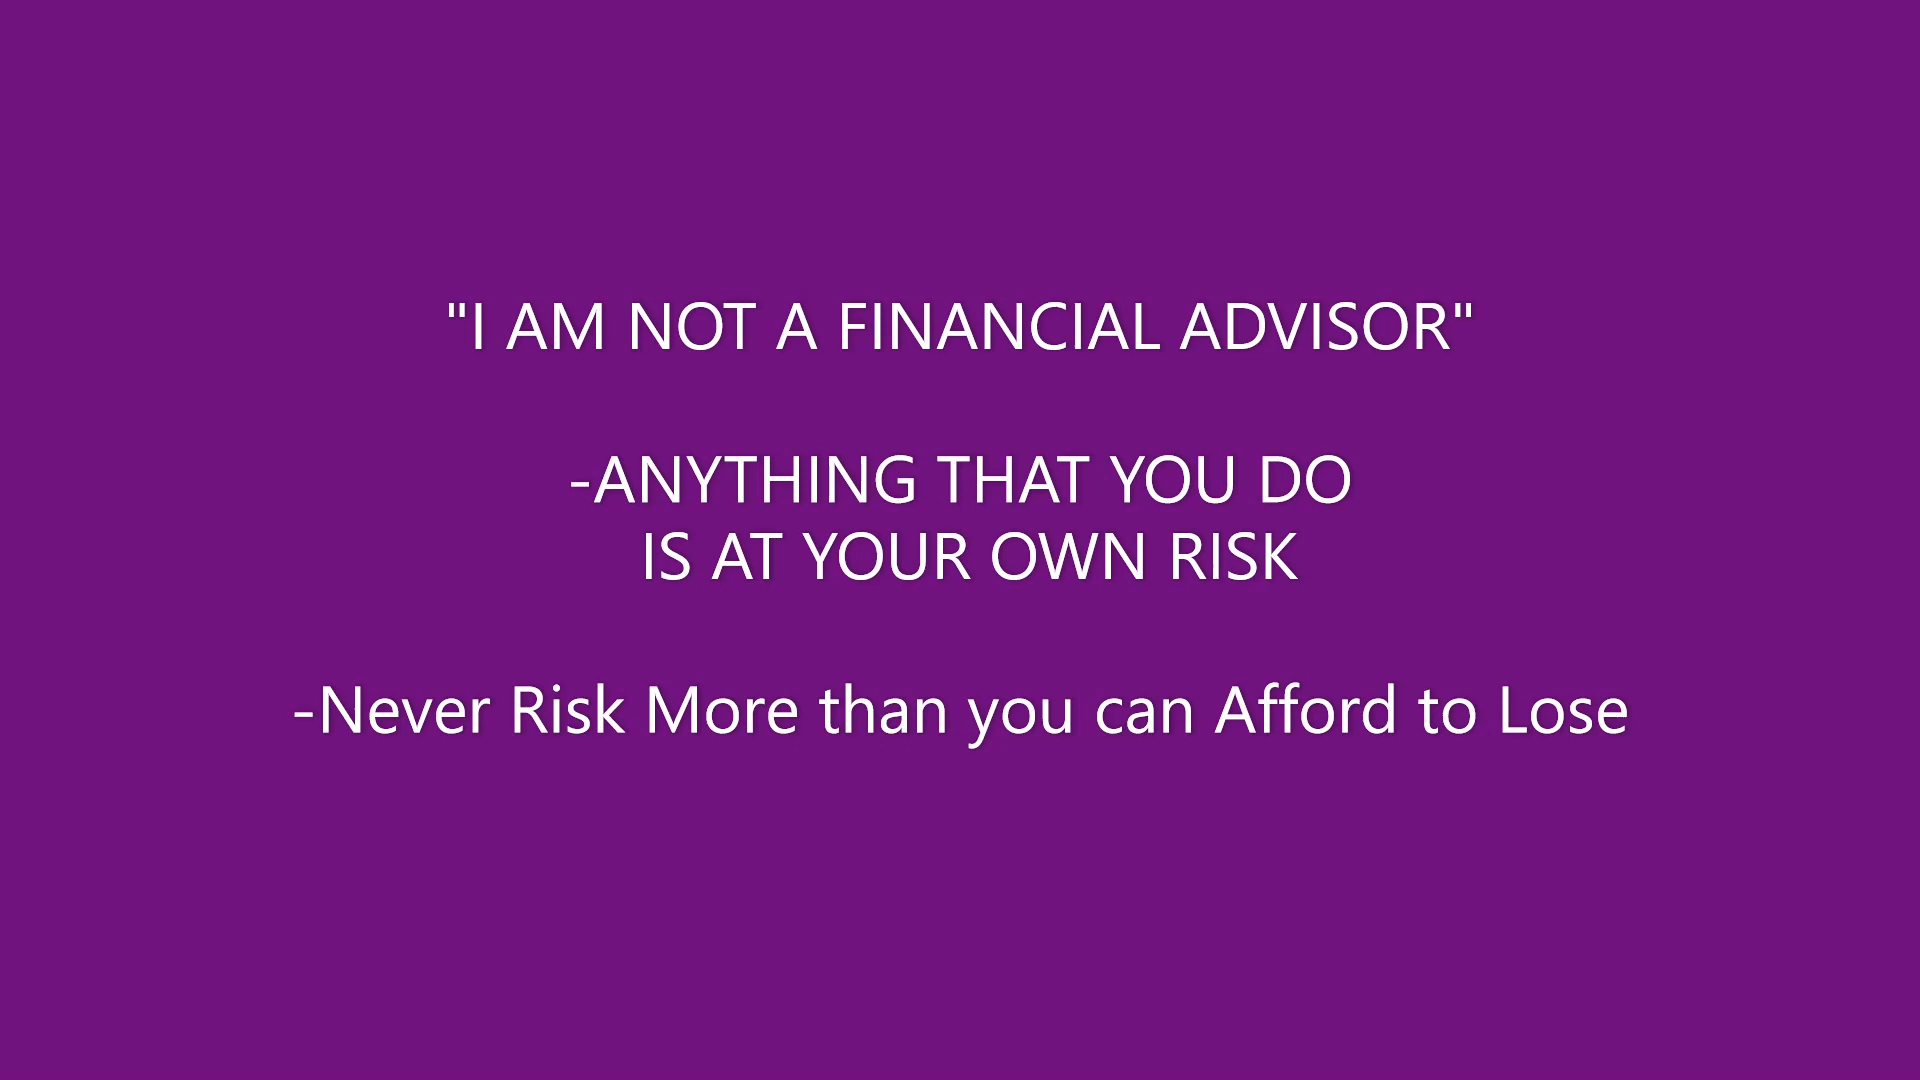 "I AM NOT A FINANCIAL ADVISOR"
-ANYTHING THAT YOU DO
IS AT YOUR OWN RISK
-Never Risk More than you can Afford to Lose